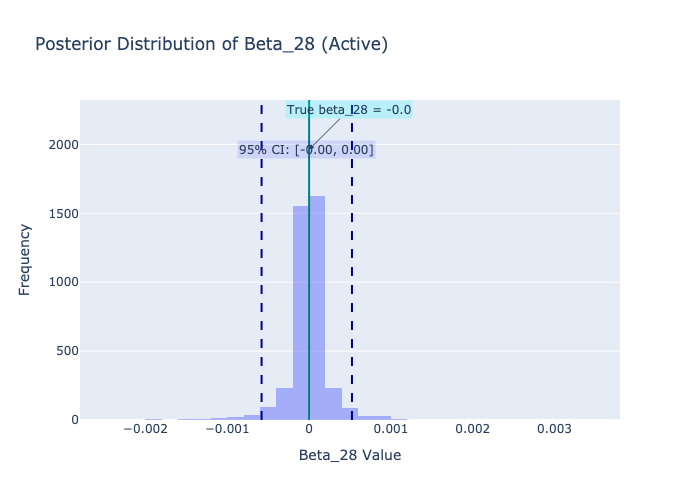 Posterior Distribution of Beta_28 (Active)
True beta_28 = -0.0
95% CI: [-0.00, 0.00]
2000
1500
1000
500
0
Frequency
−0.002
−0.001
0
0.001
0.002
0.003
Beta_28 Value